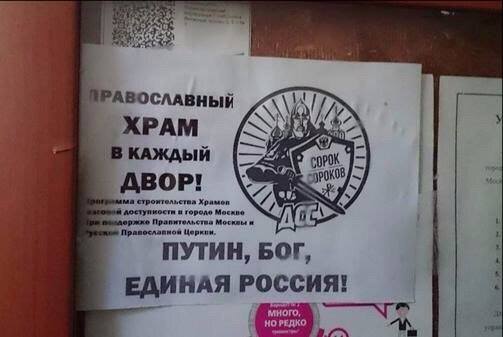 ПРАВОСЛАВНЫЙ
ХРАМ
В КАЖДЫЙ
ДВОР!
Программа строительства Храмов
шаговой доступности в городе Москве
при поддержке Правительства Москвы и
Русской Православной Церкви.
СОРОК
СОРОКОВ
ДСС
ПУТИН, БОГ,
ЕДИНАЯ РОССИЯ!
МНОГО,
НО РЕДКО